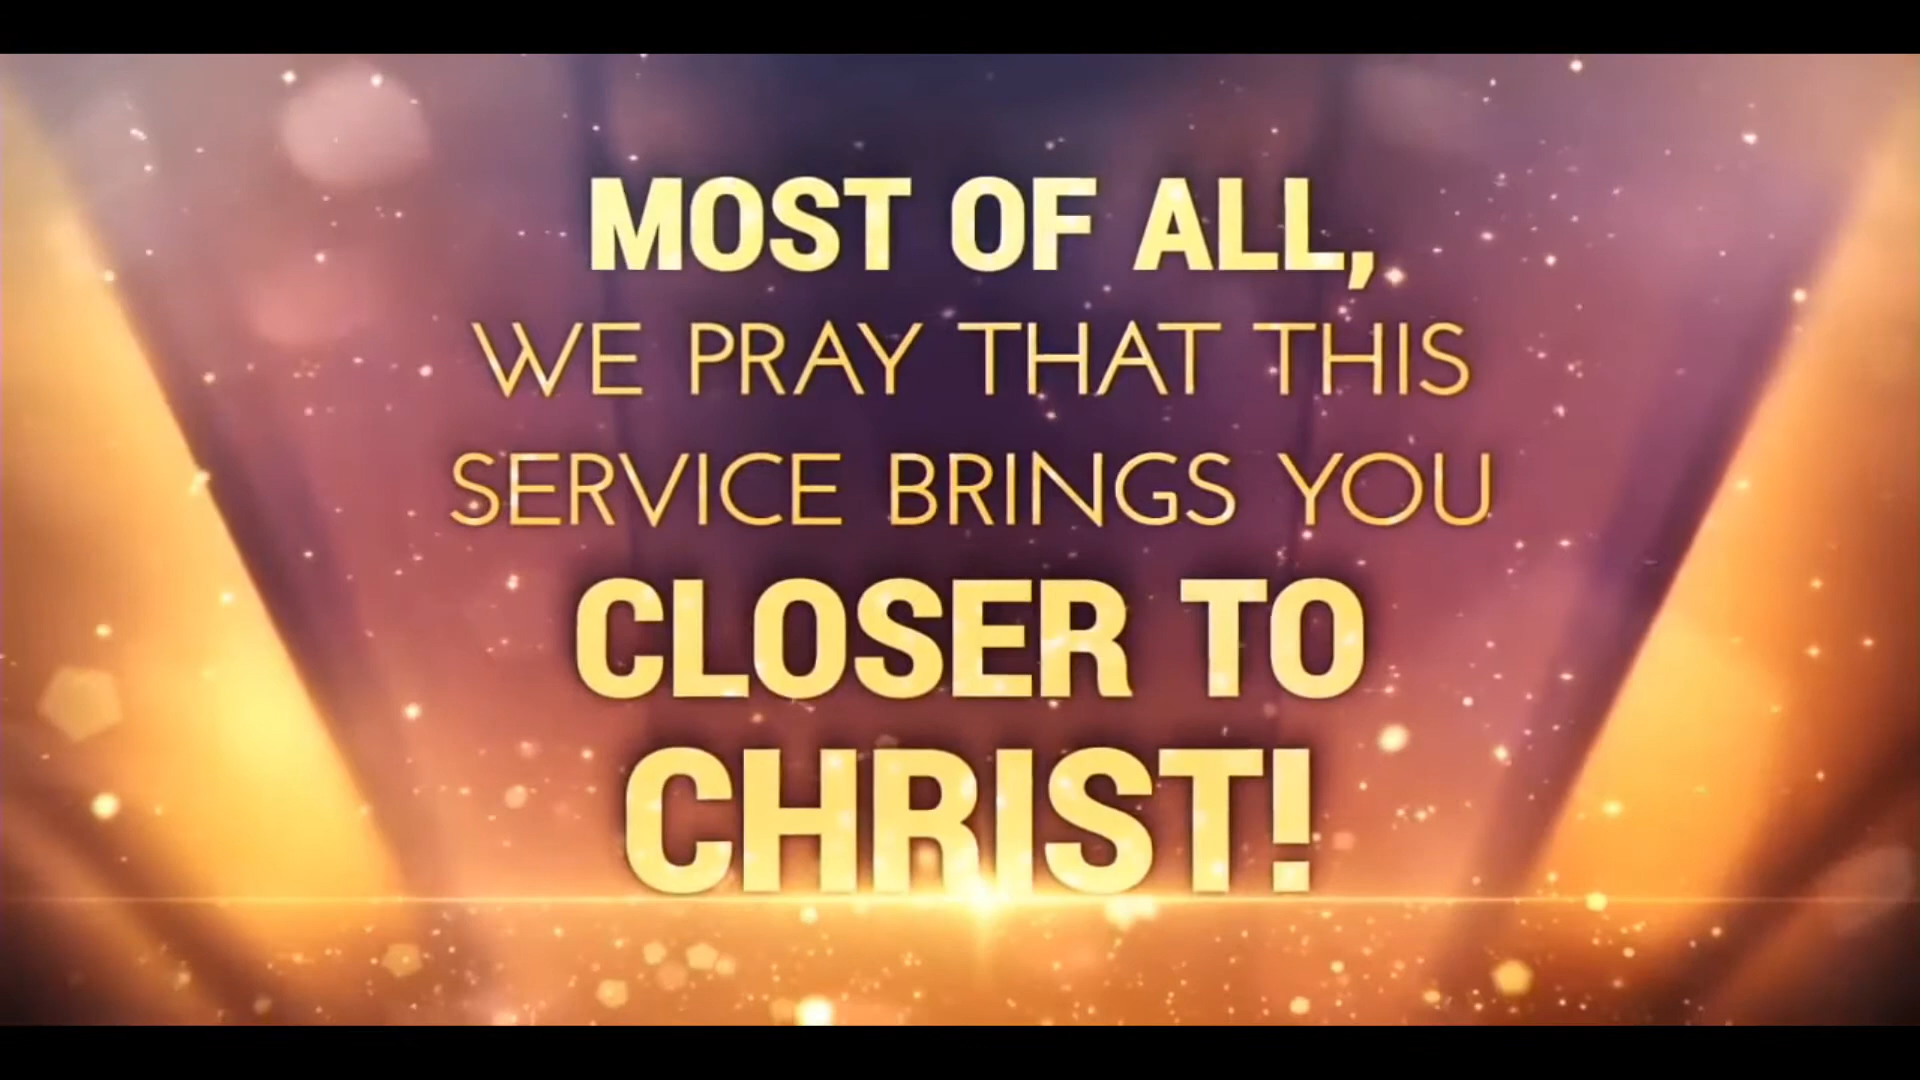 MOST OF ALL,
WE PRAY THAT THIS
SERVICE BRINGS YOU
CLOSER TO
CHRIST!